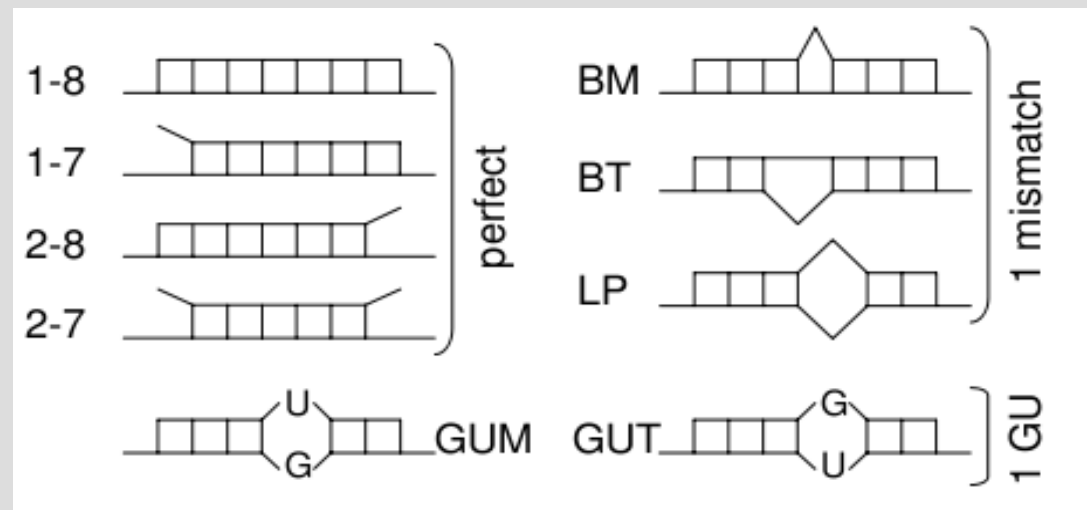 1-8
1-7
2-8
2-7
perfect
BM
BT
LP
1 mismatch
U
G
GUM
GUT
G
U
1 GU